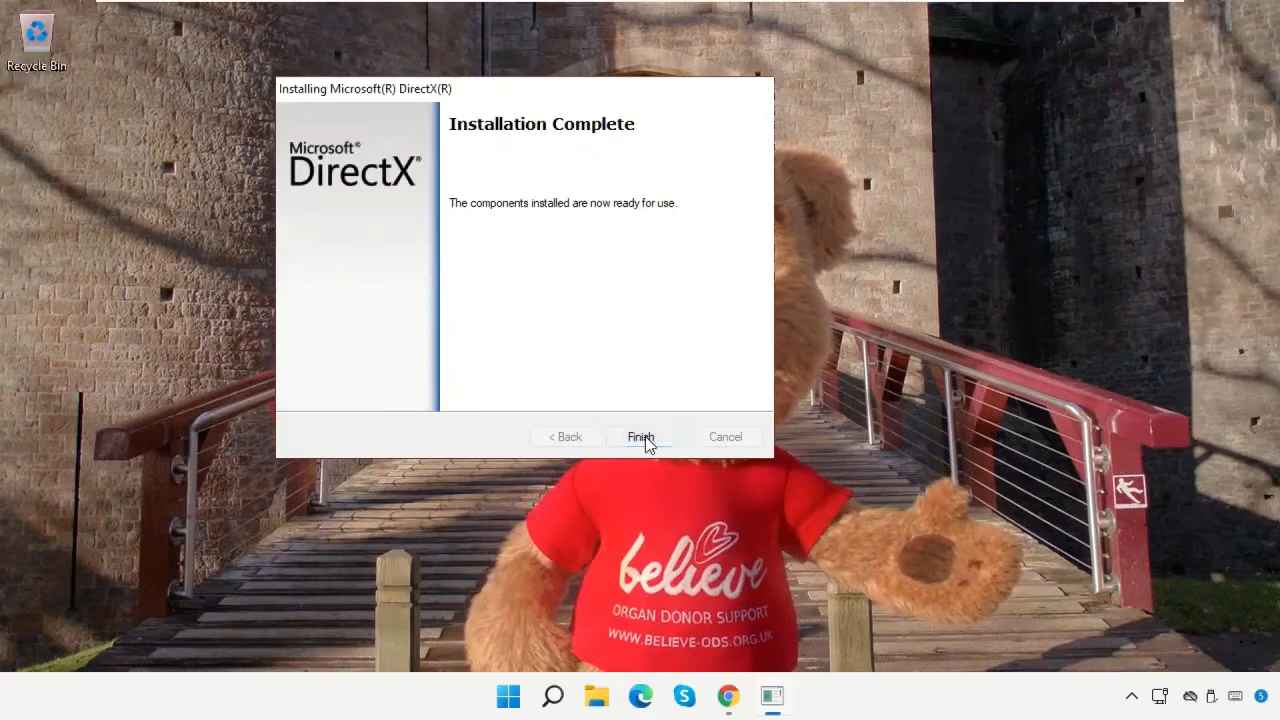 Recycle Bin
Installing Microsoft(R) DirectX(R)
Microsoft®
DirectX®
Installation Complete
The components installed are now ready for use.
< Back
Finish
Cancel
believe
ORGAN DONOR SUPPORT
WWW.BELIEVE-ODS.ORG.UK
5